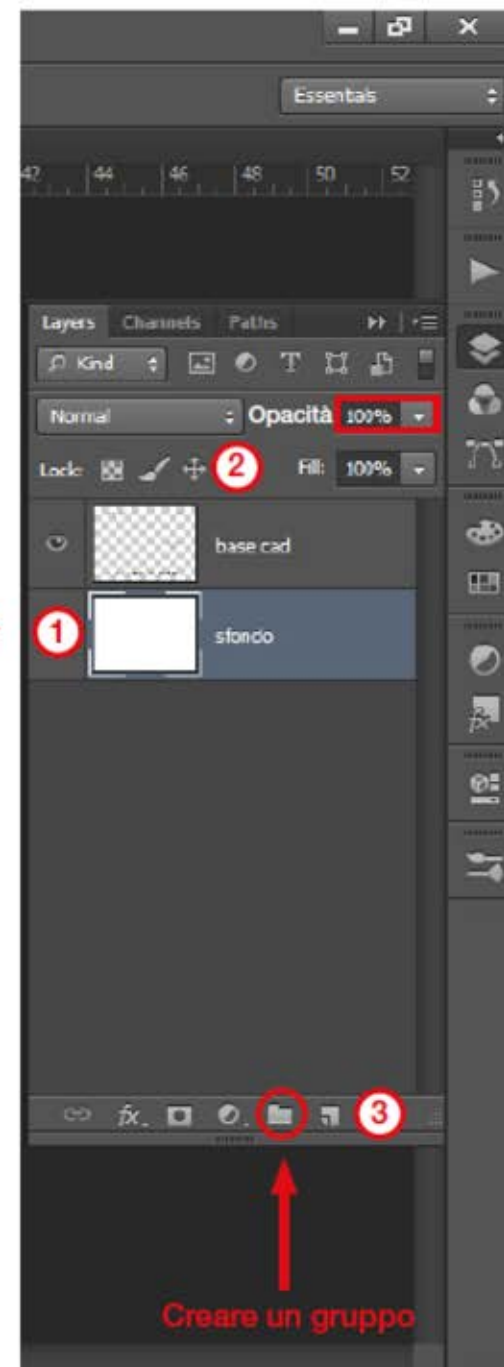 Essentials
42 44 46 48 50 52
Layers Channels Paths
Kind T
Normal Opacità 100%
Lock: 2 Fill: 100%
base cad
1 sfondo
fx. 3
Creare un gruppo